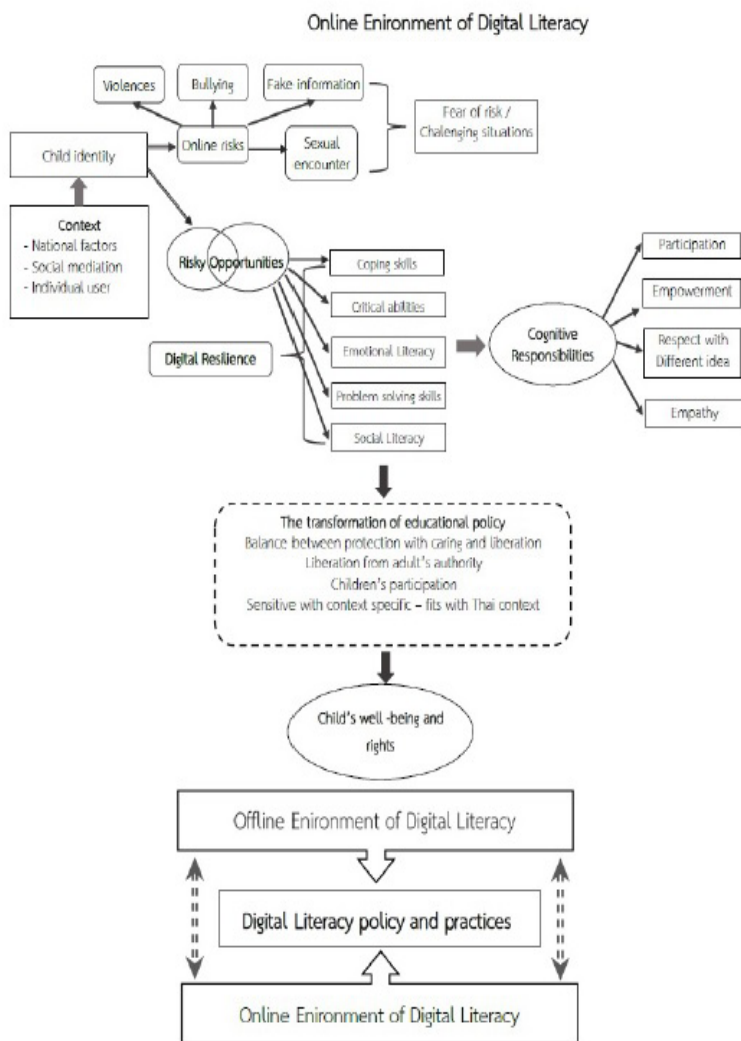 Online Enironment of Digital Literacy
Violences
Bullying
Fake information
Fear of risk /
Chalenging situations
Child identity
Online risks
Sexual
encounter
Context
- National factors
- Social mediation
- Individual user
Risky
Opportunities
Coping skills
Critical abilities
Emotional Literacy
Problem solving skills
Social Literacy
Digital Resilience
Cognitive
Responsibilities
Participation
Empowerment
Respect with
Different idea
Empathy
The transformation of educational policy
Balance between protection with caring and liberation
Liberation from adult's authority
Children's participation
Sensitive with context specific – fits with Thai context
Child's well -being and
rights
Offline Enironment of Digital Literacy
Digital Literacy policy and practices
Online Enironment of Digital Literacy